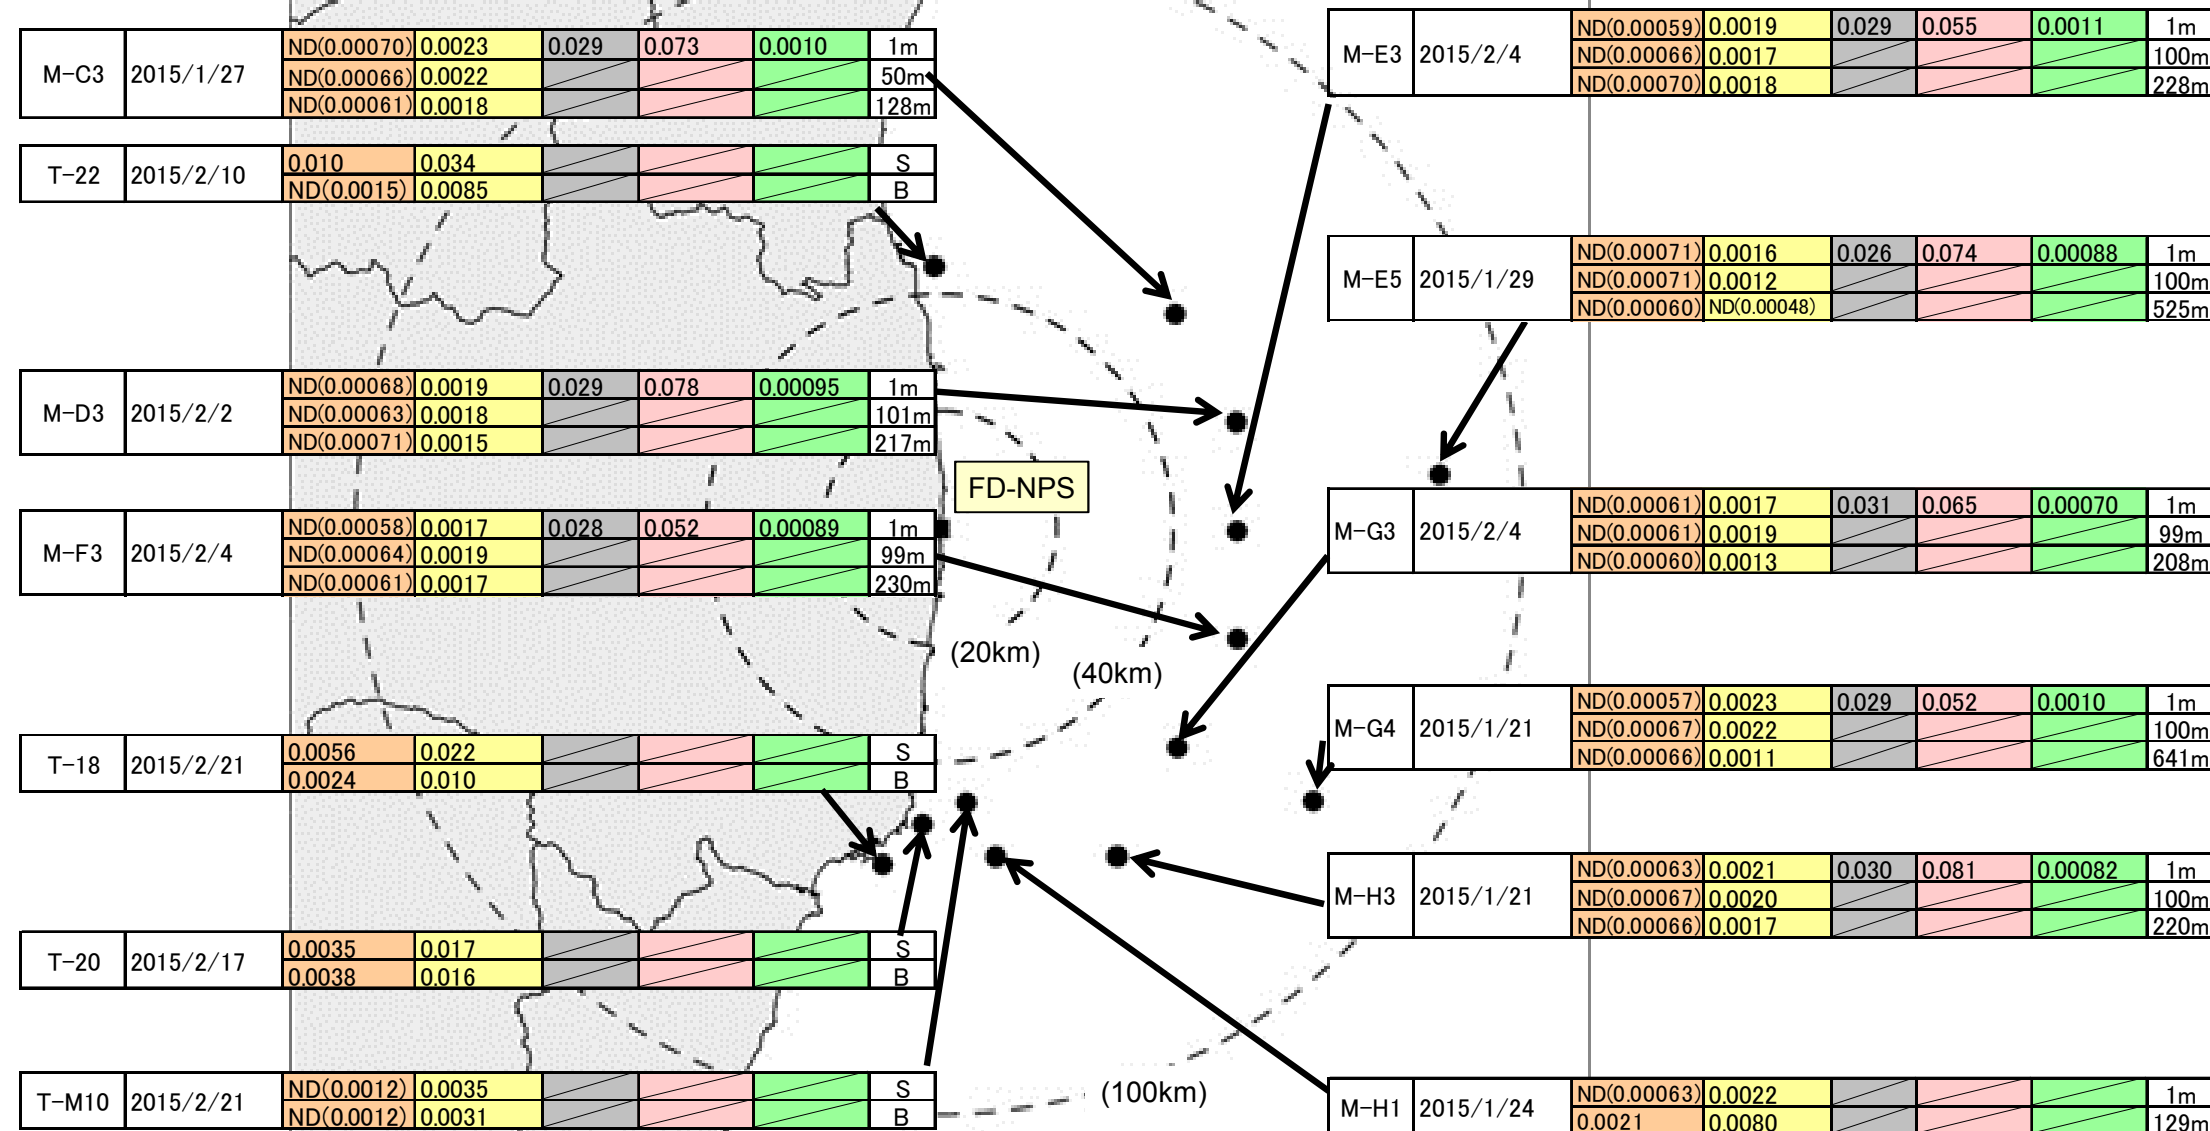 M-C3 2015/1/27 ND(0.00070) 0.0023 0.029 0.073 0.0010 1m
ND(0.00066) 0.0022 50m
ND(0.00061) 0.0018 128m
T-22 2015/2/10 0.010 0.034 S
ND(0.0015) 0.0085 B
M-D3 2015/2/2 ND(0.00068) 0.0019 0.029 0.078 0.00095 1m
ND(0.00063) 0.0018 101m
ND(0.00071) 0.0015 217m
M-F3 2015/2/4 ND(0.00058) 0.0017 0.028 0.052 0.00089 1m
ND(0.00064) 0.0019 99m
ND(0.00061) 0.0017 230m
T-18 2015/2/21 0.0056 0.022 S
0.0024 0.010 B
T-20 2015/2/17 0.0035 0.017 S
0.0038 0.016 B
T-M10 2015/2/21 ND(0.0012) 0.0035 S
ND(0.0012) 0.0031 B
FD-NPS
(20km)
(40km)
(100km)
M-E3 2015/2/4 ND(0.00059) 0.0019 0.029 0.055 0.0011 1m
ND(0.00066) 0.0017 100m
ND(0.00070) 0.0018 228m
M-E5 2015/1/29 ND(0.00071) 0.0016 0.026 0.074 0.00088 1m
ND(0.00071) 0.0012 100m
ND(0.00060) ND(0.00048) 525m
M-G3 2015/2/4 ND(0.00061) 0.0017 0.031 0.065 0.00070 1m
ND(0.00061) 0.0019 99m
ND(0.00060) 0.0013 208m
M-G4 2015/1/21 ND(0.00057) 0.0023 0.029 0.052 0.0010 1m
ND(0.00067) 0.0022 100m
ND(0.00066) 0.0011 641m
M-H3 2015/1/21 ND(0.00063) 0.0021 0.030 0.081 0.00082 1m
ND(0.00067) 0.0020 100m
ND(0.00066) 0.0017 220m
M-H1 2015/1/24 ND(0.00063) 0.0022 1m
0.0021 0.0080 129m